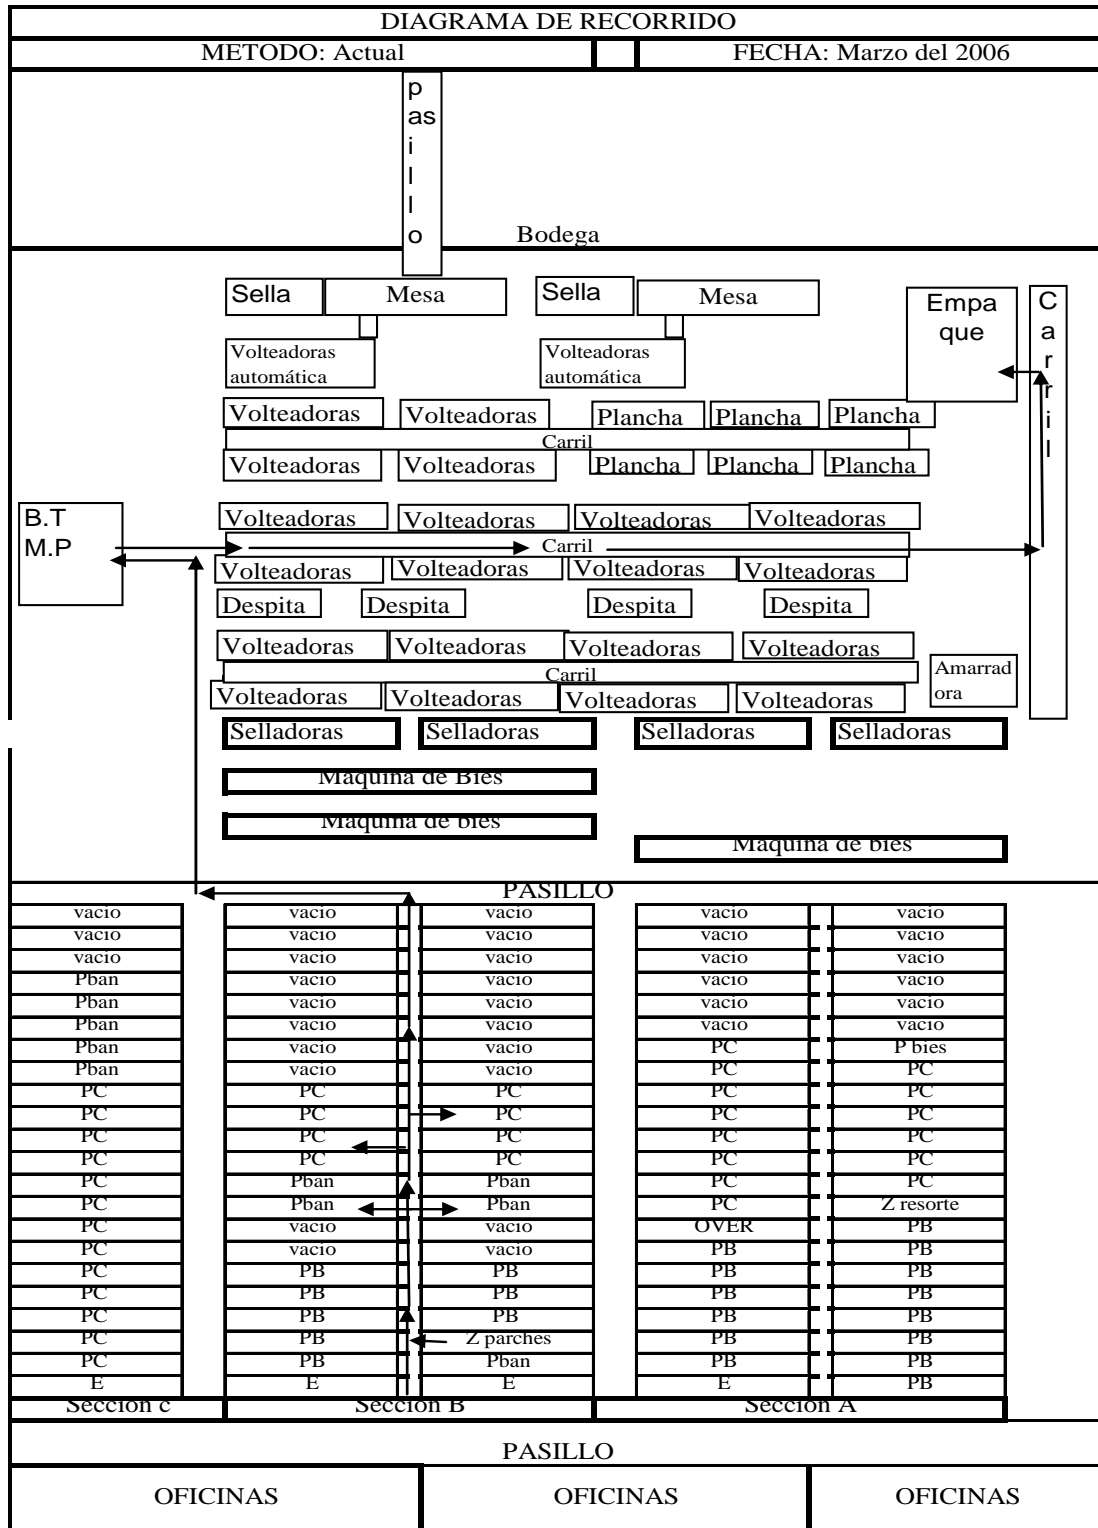 DIAGRAMA DE RECORRIDO
METODO: Actual FECHA: Marzo del 2006
p
as
i
l
l
o
Bodega
Sella Mesa Sella Mesa
Empa
que
C
a
r
r
i
l
Volteadoras
automática
Volteadoras
automática
Volteadoras Volteadoras Plancha Plancha Plancha
Carril
Volteadoras Volteadoras Plancha Plancha Plancha
B.T
M.P
Volteadoras Volteadoras Volteadoras Volteadoras
Carril
Volteadoras Volteadoras Volteadoras Volteadoras
Despita Despita Despita Despita
Volteadoras Volteadoras Volteadoras Volteadoras
Carril
Amarrad
ora
Volteadoras Volteadoras Volteadoras Volteadoras
Selladoras Selladoras Selladoras Selladoras
Maquina de Bies
Maquina de bies
Maquina de bies
PASILLO
vacio vacio vacio vacio vacio
vacio vacio vacio vacio vacio
vacio vacio vacio vacio vacio
Pban vacio vacio vacio vacio
Pban vacio vacio vacio vacio
Pban vacio vacio vacio vacio
Pban vacio vacio PC P bies
Pban vacio vacio PC PC
PC PC PC PC PC
PC PC PC PC PC
PC PC PC PC PC
PC PC PC PC PC
PC Pban Pban PC PC
PC Pban Pban PC Z resorte
PC vacio vacio OVER PB
PC vacio vacio PB PB
PC PB PB PB PB
PC PB PB PB PB
PC PB PB PB PB
PC PB Z parches PB PB
PC PB Pban PB PB
E E E E PB
Seccion c Seccion B Seccion A
PASILLO
OFICINAS OFICINAS OFICINAS